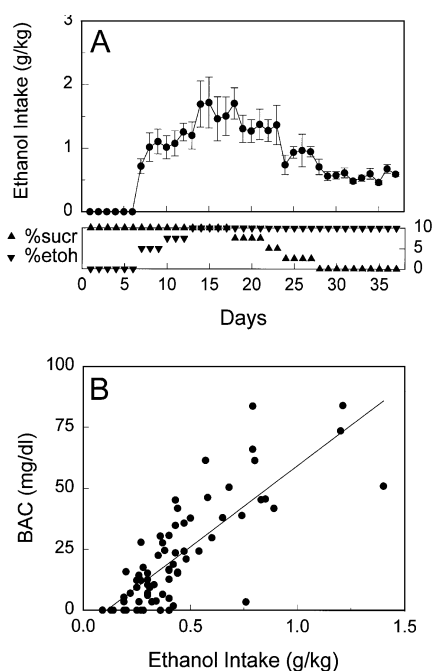 3
A
2
Ethanol Intake (g/kg)
1
0
▲ %sucr
▼ %etoh
10
5
0
0 5 10 15 20 25 30 35
Days
100
B
75
BAC (mg/dl)
50
25
0
0.0 0.5 1.0 1.5
Ethanol Intake (g/kg)